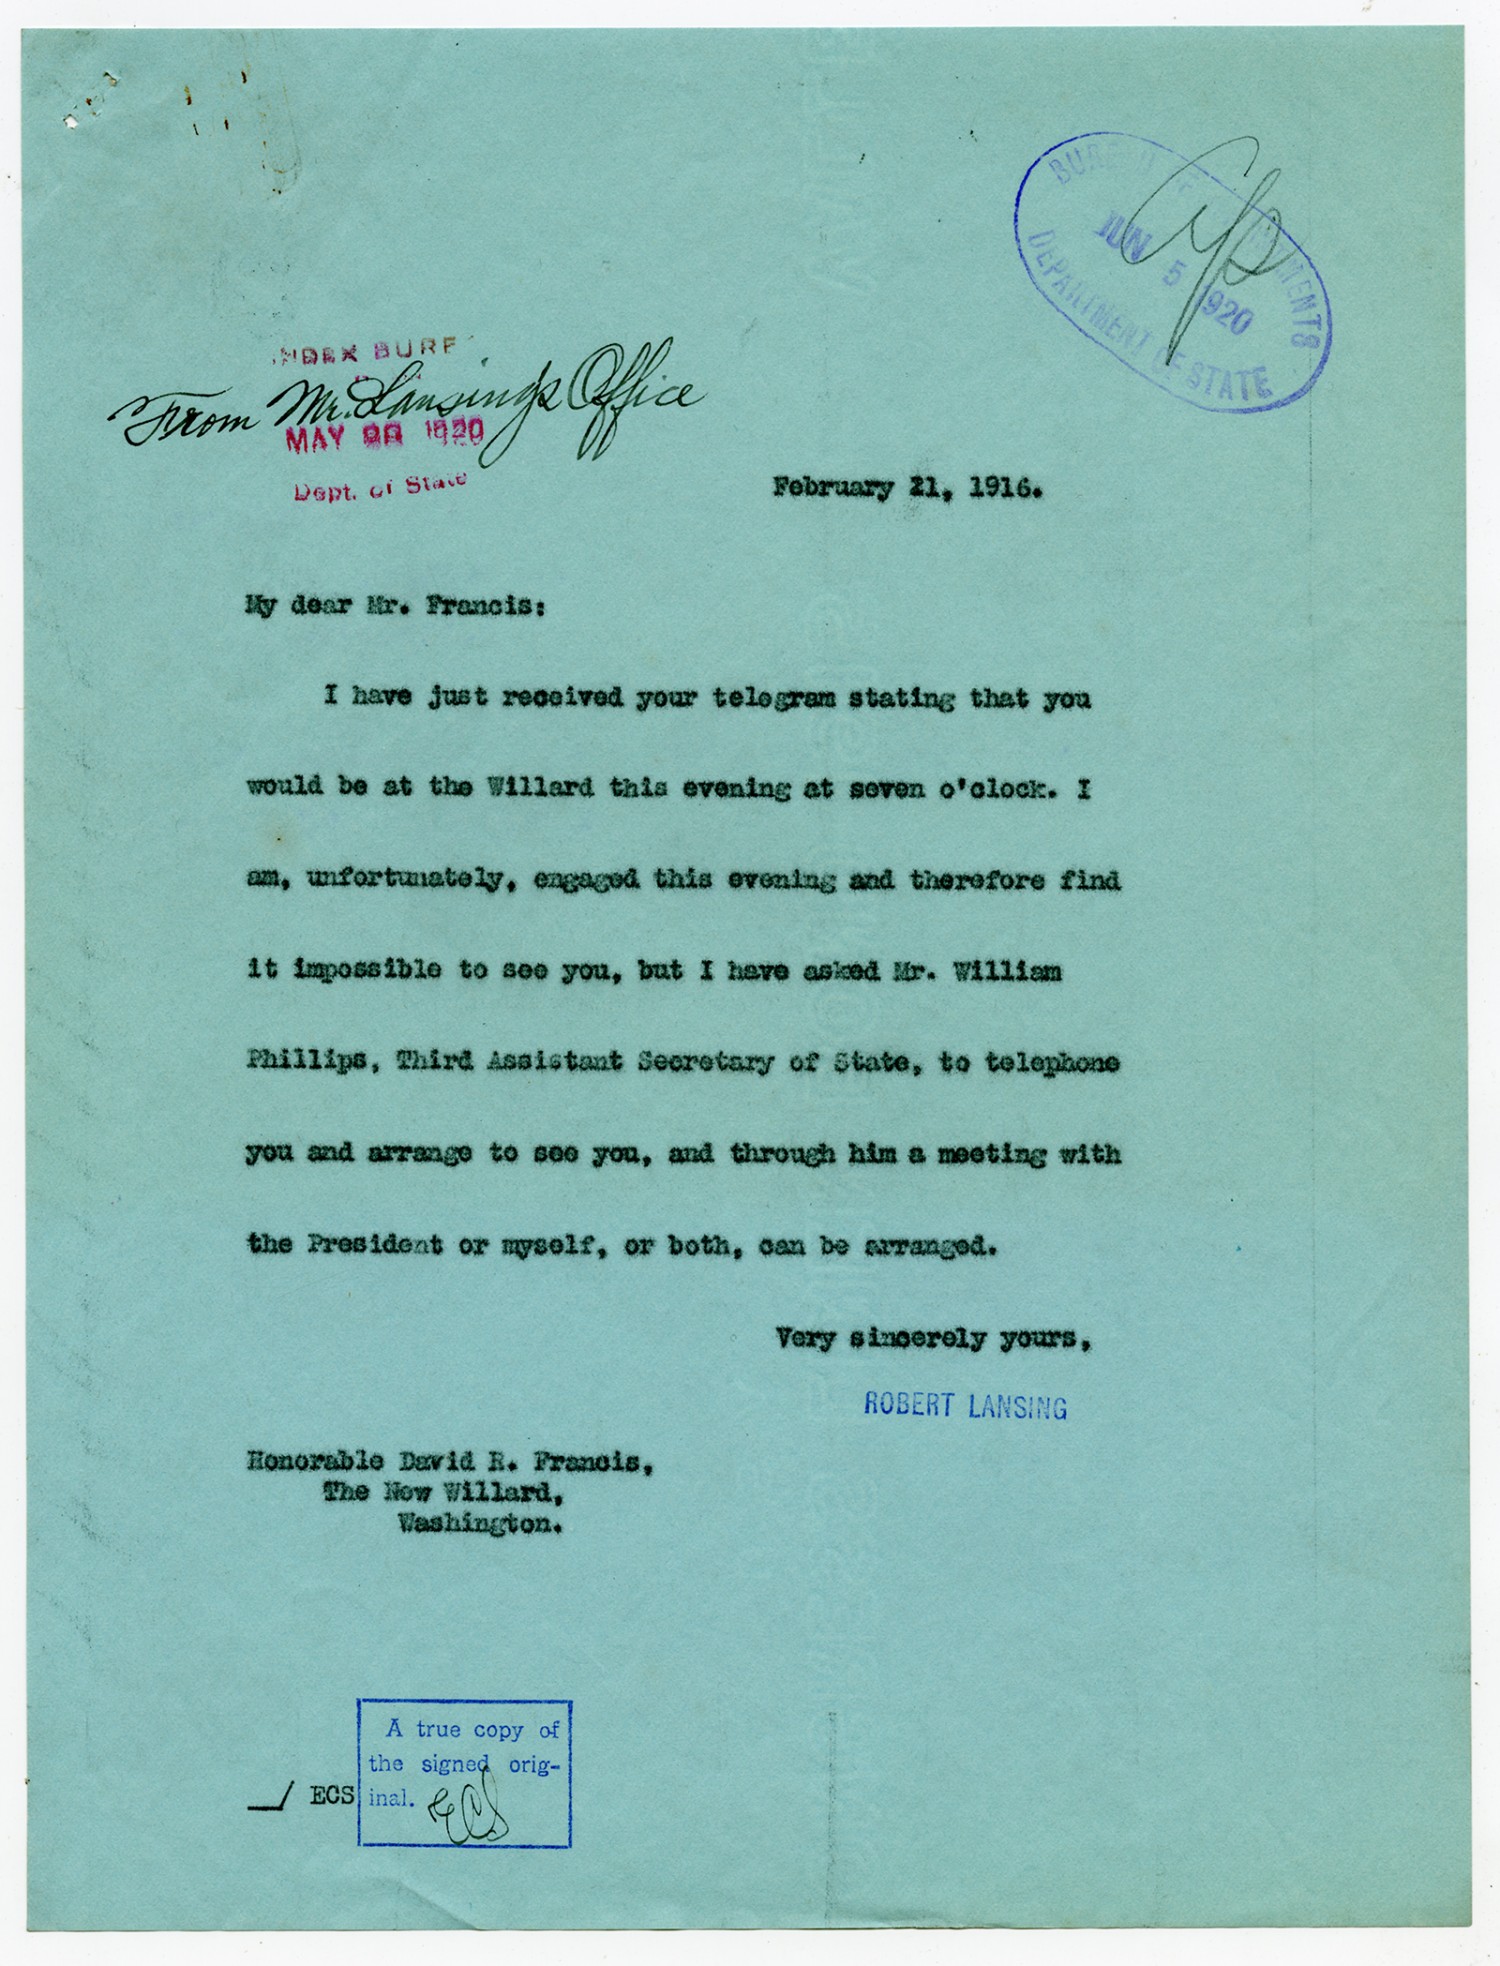 BUREAU OF APPOINTMENTS
JUN 5 1920
DEPARTMENT OF STATE
INDEX BURE
From Mr. Lansing's Office
MAY 1920
Dept. of State
February 21, 1916.
My dear Mr. Francis:
I have just received your telegram stating that you
would be at the Willard this evening at seven o'clock. I
am, unfortunately, engaged this evening and therefore find
it impossible to see you, but I have asked Mr. William
Phillips, Third Assistant Secretary of State, to telephone
you and arrange to see you, and through him a meeting with
the President or myself, or both, can be arranged.
Very sincerely yours,
ROBERT LANSING
Honorable David R. Francis,
The New Willard,
Washington.
A true copy of
the signed orig-
inal. ECS
/ ECS